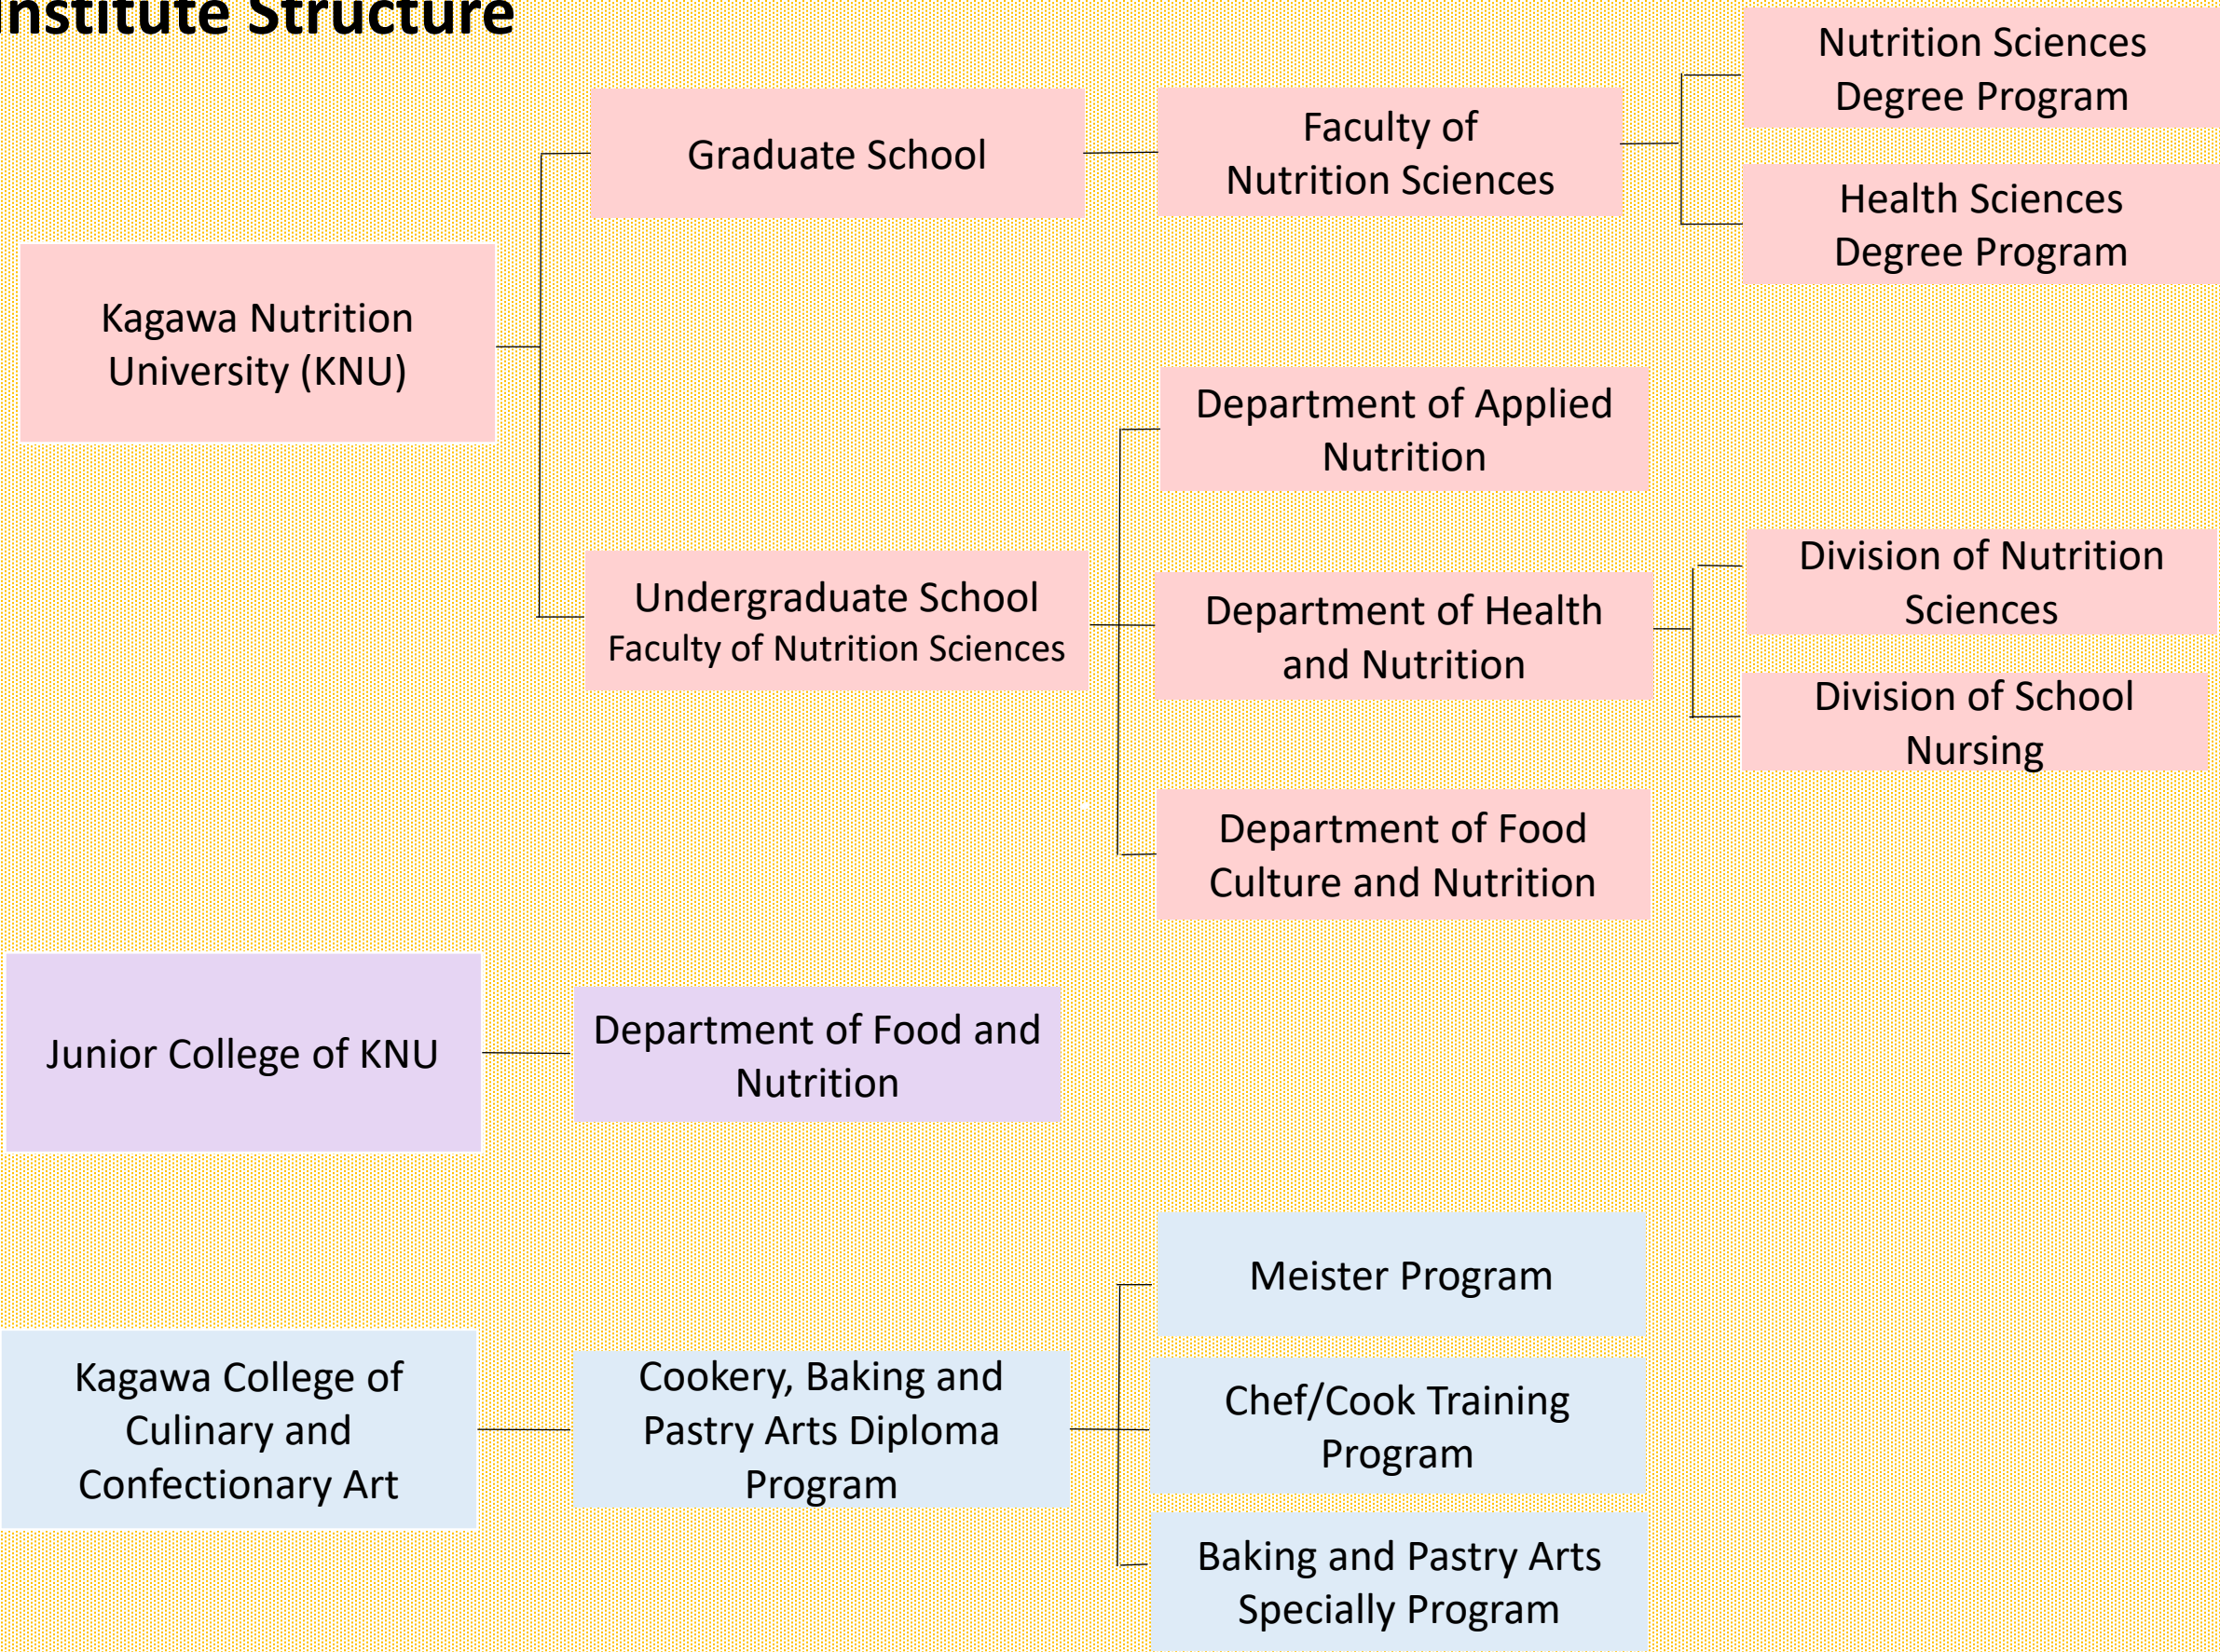 Institute Structure
Nutrition Sciences
Degree Program
Graduate School
Faculty of
Nutrition Sciences
Health Sciences
Degree Program
Kagawa Nutrition
University (KNU)
Department of Applied
Nutrition
Undergraduate School
Faculty of Nutrition Sciences
Department of Health
and Nutrition
Division of Nutrition
Sciences
Division of School
Nursing
Department of Food
Culture and Nutrition
Junior College of KNU
Department of Food and
Nutrition
Kagawa College of
Culinary and
Confectionary Art
Cookery, Baking and
Pastry Arts Diploma
Program
Meister Program
Chef/Cook Training
Program
Baking and Pastry Arts
Specially Program